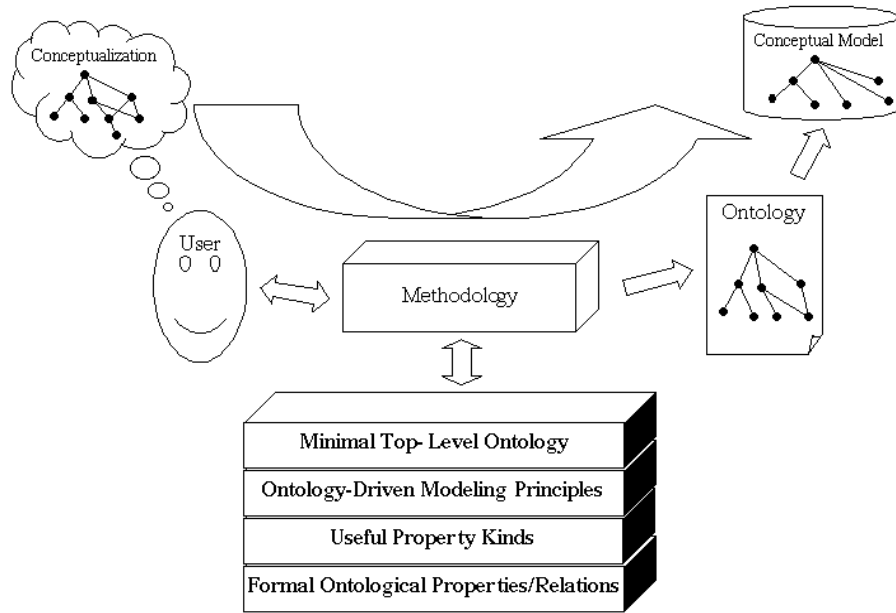 Conceptualization
Conceptual Model
User
Ontology
Methodology
Minimal Top- Level Ontology
Ontology-Driven Modeling Principles
Useful Property Kinds
Formal Ontological Properties/Relations